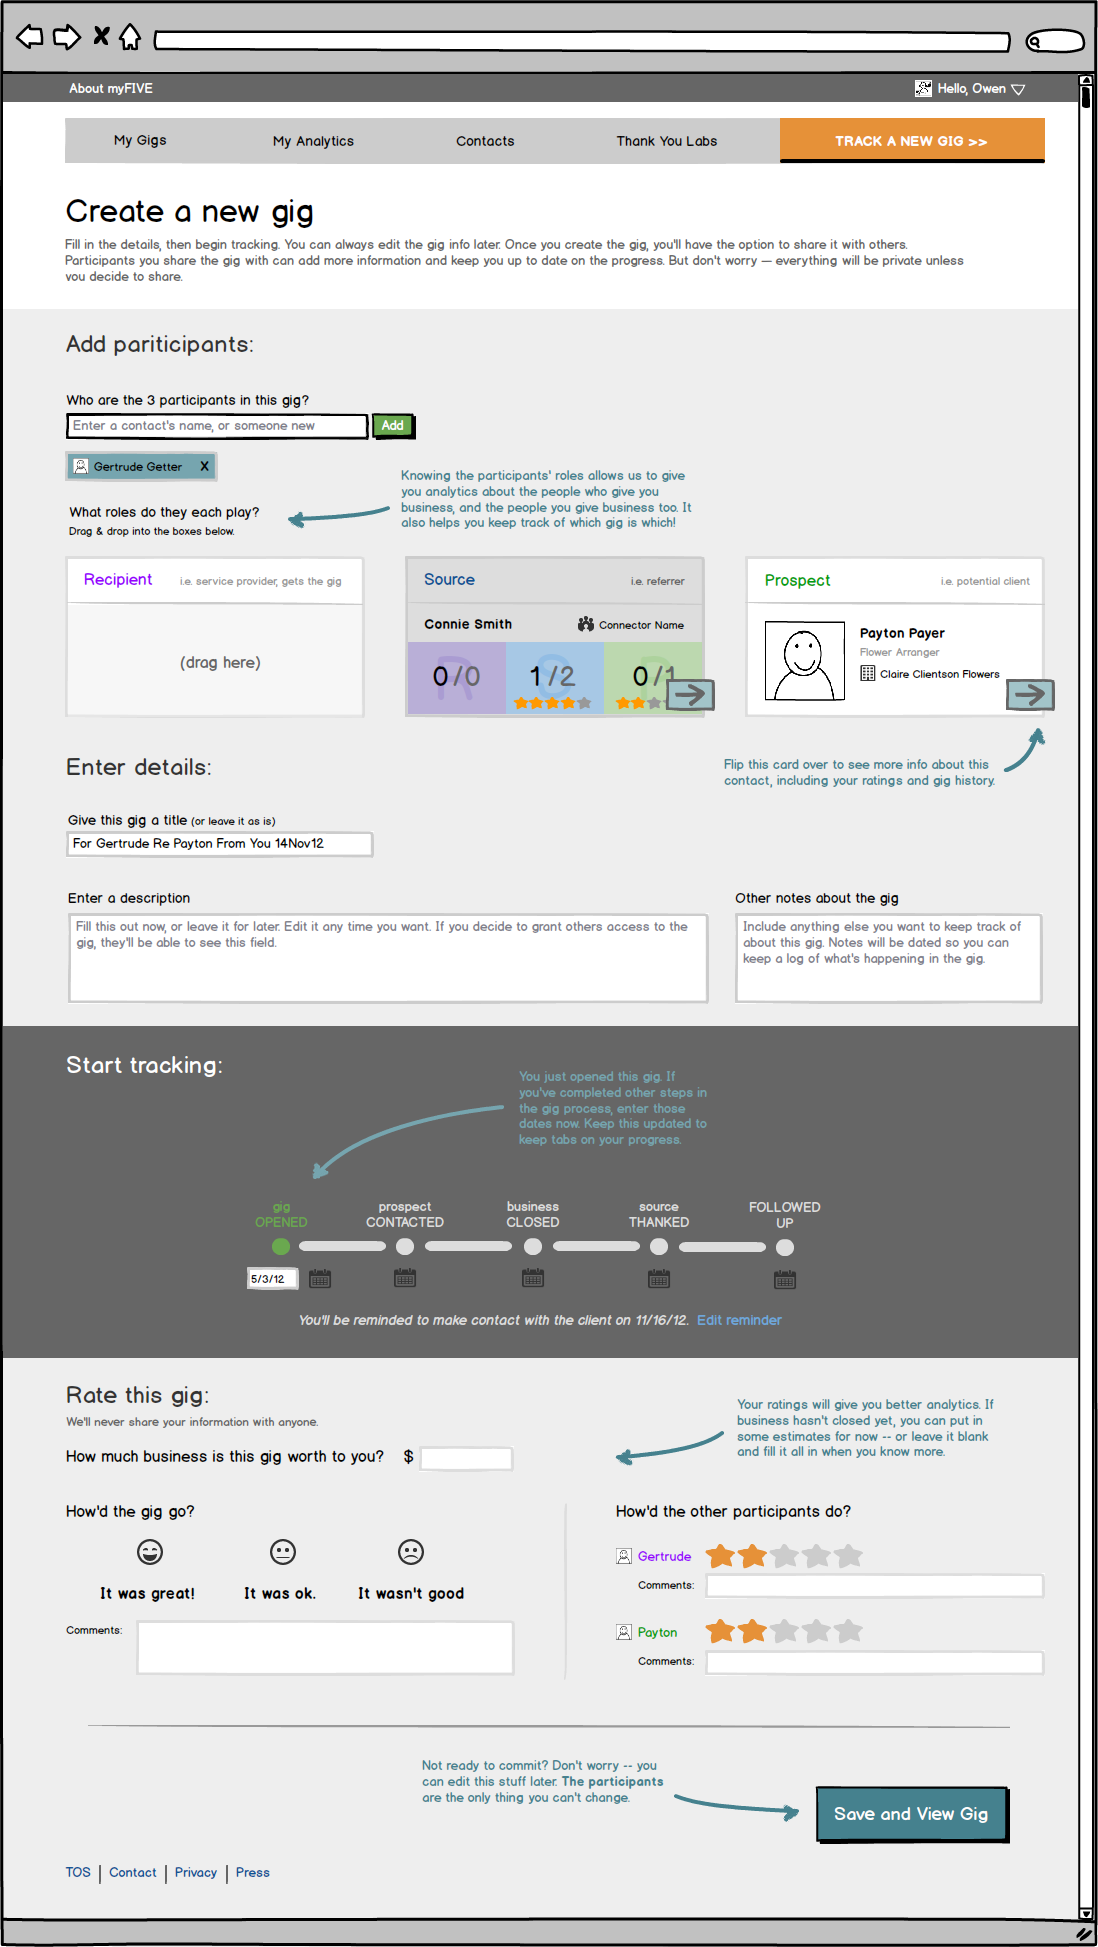 About myFIVE
Hello, Owen
My Gigs
My Analytics
Contacts
Thank You Labs
TRACK A NEW GIG >>
Create a new gig
Fill in the details, then begin tracking. You can always edit the gig info later. Once you create the gig, you'll have the option to share it with others.
Participants you share the gig with can add more information and keep you up to date on the progress. But don't worry — everything will be private unless
you decide to share.
Add pariticipants:
Who are the 3 participants in this gig?
Enter a contact's name, or someone new
Add
Gertrude Getter X
Knowing the participants' roles allows us to give
you analytics about the people who give you
business, and the people you give business too. It
also helps you keep track of which gig is which!
What roles do they each play?
Drag & drop into the boxes below.
Recipient
i.e. service provider, gets the gig
(drag here)
Source
i.e. referrer
Connie Smith
Connector Name
R
0/0
S
1/2
P
0/1
Prospect
i.e. potential client
Payton Payer
Flower Arranger
Claire Clientson Flowers
Flip this card over to see more info about this
contact, including your ratings and gig history.
Enter details:
Give this gig a title (or leave it as is)
For Gertrude Re Payton From You 14Nov12
Enter a description
Fill this out now, or leave it for later. Edit it any time you want. If you decide to grant others access to the
gig, they'll be able to see this field.
Other notes about the gig
Include anything else you want to keep track of
about this gig. Notes will be dated so you can
keep a log of what's happening in the gig.
Start tracking:
You just opened this gig. If
you've completed other steps in
the gig process, enter those
dates now. Keep this updated to
keep tabs on your progress.
gig
OPENED
prospect
CONTACTED
business
CLOSED
source
THANKED
FOLLOWED
UP
5/3/12
You'll be reminded to make contact with the client on 11/16/12. Edit reminder
Rate this gig:
We'll never share your information with anyone.
How much business is this gig worth to you? $
Your ratings will give you better analytics. If
business hasn't closed yet, you can put in
some estimates for now -- or leave it blank
and fill it all in when you know more.
How'd the gig go?
It was great!
It was ok.
It wasn't good
Comments:
How'd the other participants do?
Gertrude
Comments:
Payton
Comments:
Not ready to commit? Don't worry -- you
can edit this stuff later. The participants
are the only thing you can't change.
Save and View Gig
TOS | Contact | Privacy | Press